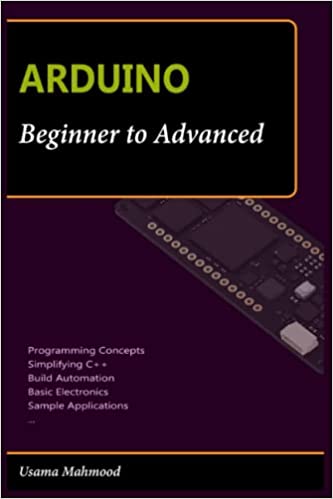 ARDUINO
Beginner to Advanced
Programming Concepts
Simplifying C++
Build Automation
Basic Electronics
Sample Applications
...
Usama Mahmood